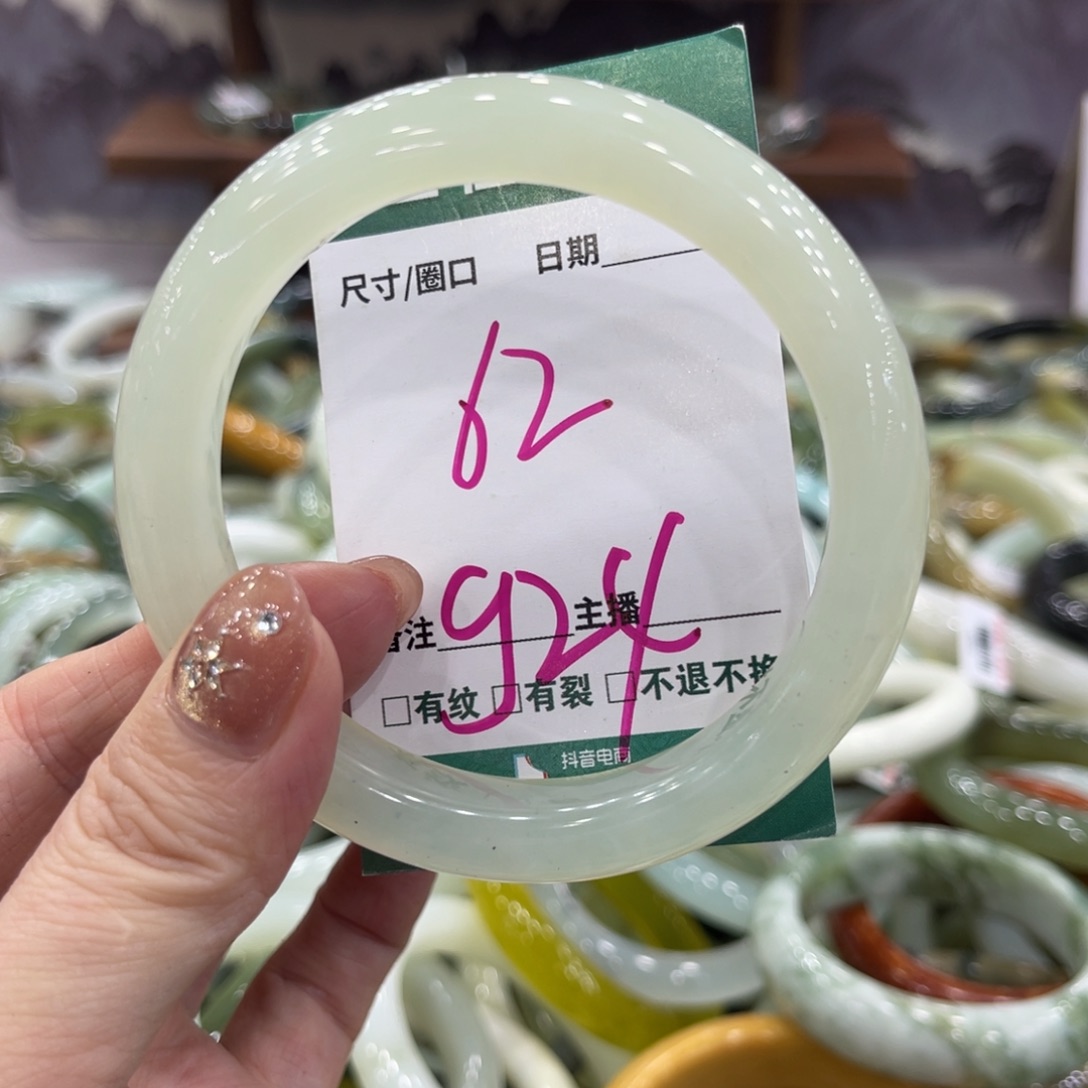 尺寸/圈口 日期
62
924
注 主播
□有纹 □有裂 □不退不换
抖音电商